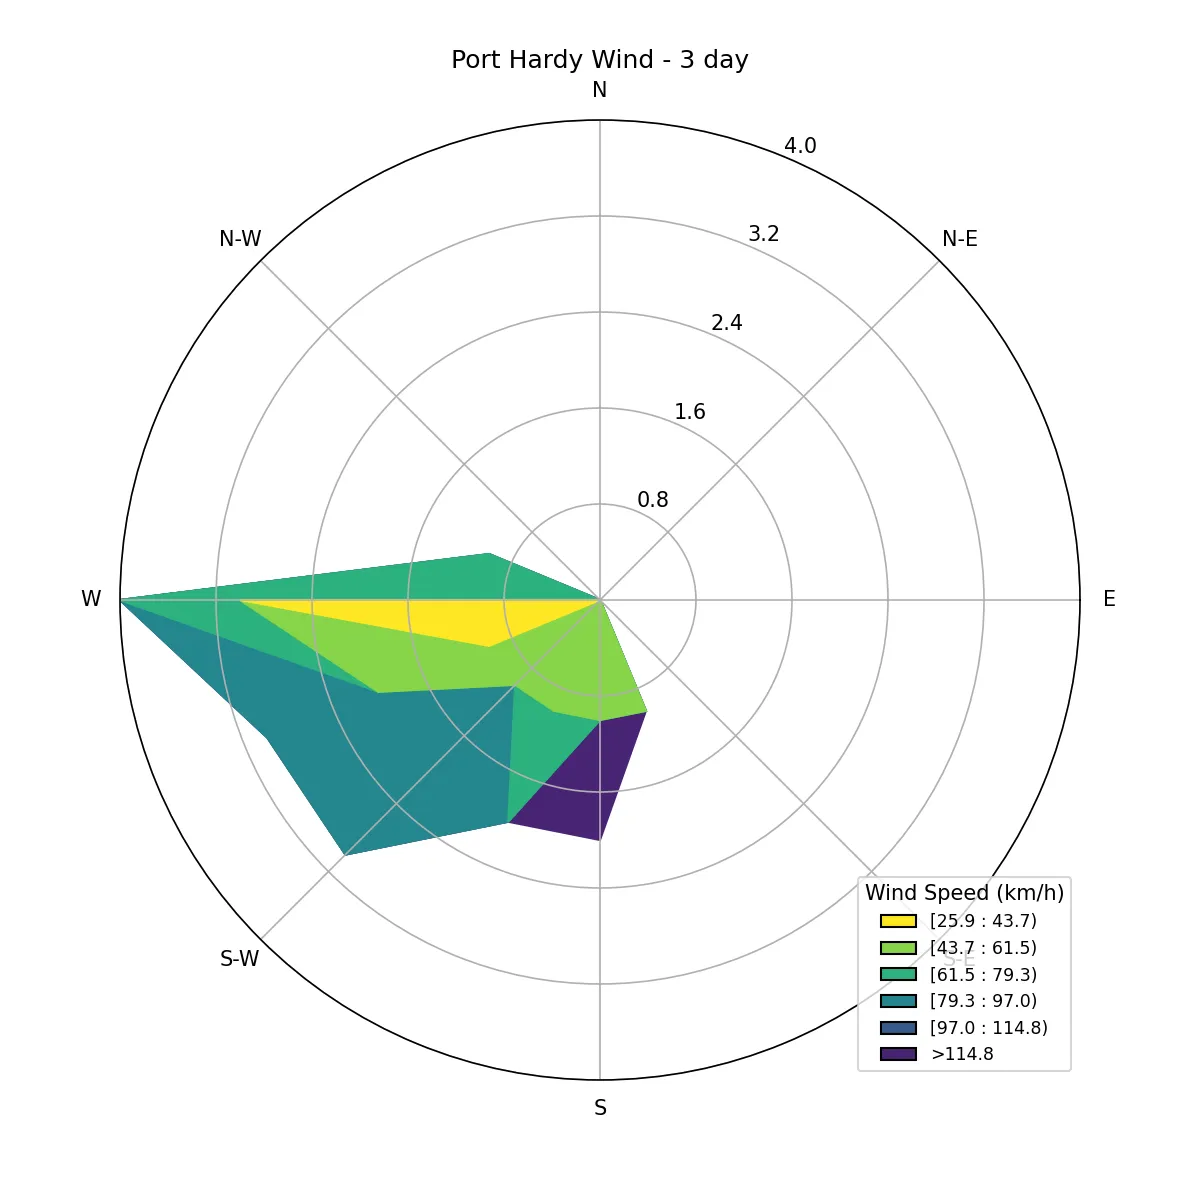 Port Hardy Wind - 3 day
N
4.0
N-W
N-E
3.2
2.4
1.6
0.8
W
E
S-W
S-E
S
Wind Speed (km/h)
[25.9 : 43.7)
[43.7 : 61.5)
[61.5 : 79.3)
[79.3 : 97.0)
[97.0 : 114.8)
>114.8